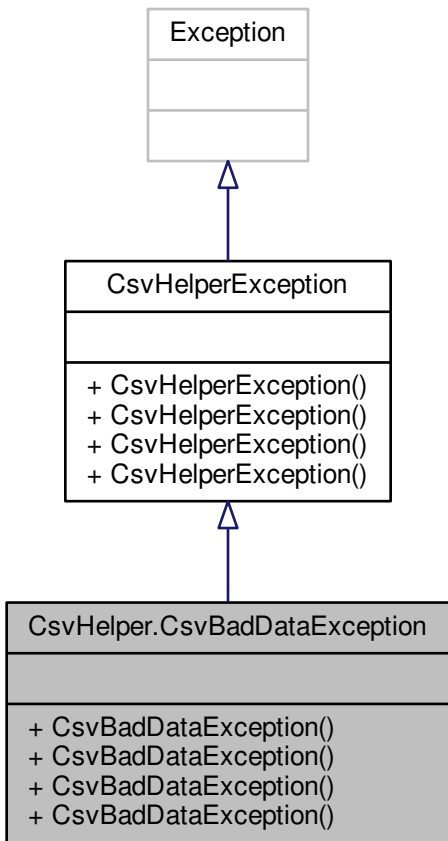 Exception
CsvHelperException
+ CsvHelperException()
+ CsvHelperException()
+ CsvHelperException()
+ CsvHelperException()
CsvHelper.CsvBadDataException
+ CsvBadDataException()
+ CsvBadDataException()
+ CsvBadDataException()
+ CsvBadDataException()